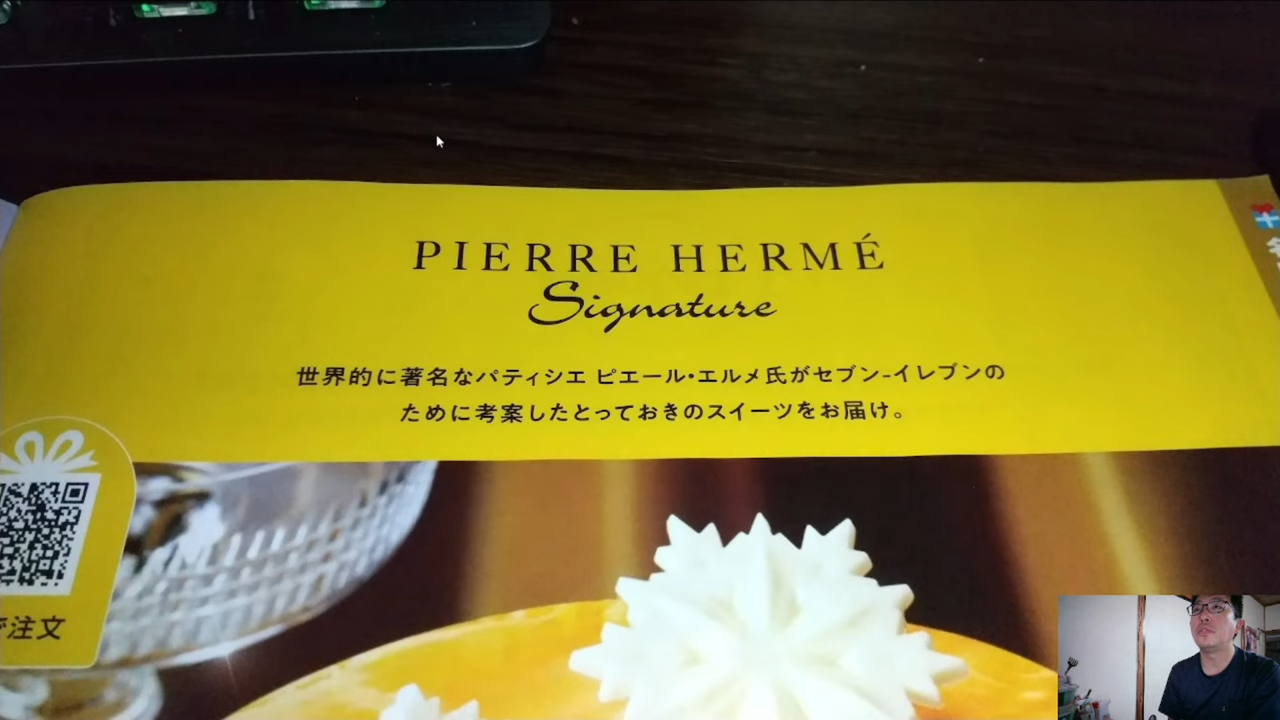 PIERRE HERMÉ
Signature
世界的に著名なパティシエ ピエール・エルメ氏がセブン-イレブンの
ために考案したとっておきのスイーツをお届け。
注文